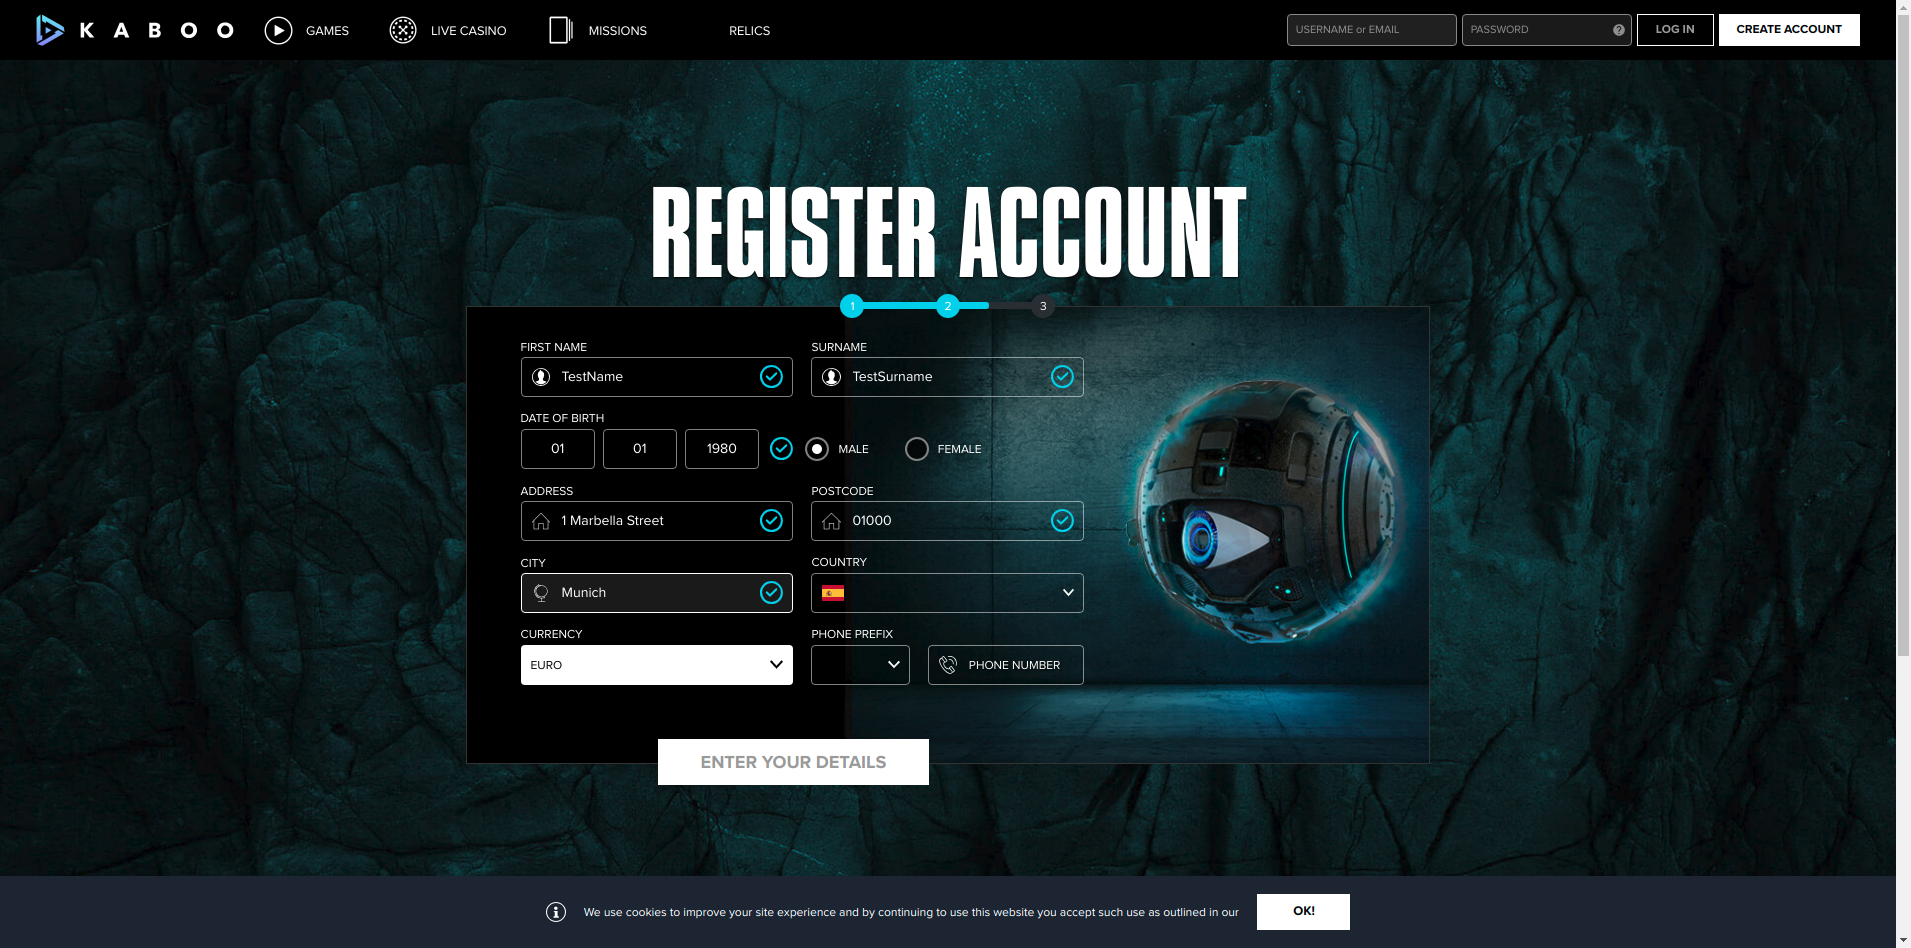 KABOO GAMES LIVE CASINO MISSIONS RELICS USERNAME or EMAIL PASSWORD ? LOG IN CREATE ACCOUNT
REGISTER ACCOUNT
1 2 3
FIRST NAME SURNAME
TestName TestSurname
DATE OF BIRTH
01 01 1980 MALE FEMALE
ADDRESS POSTCODE
1 Marbella Street 01000
CITY COUNTRY
Munich
CURRENCY PHONE PREFIX
EURO PHONE NUMBER
ENTER YOUR DETAILS
We use cookies to improve your site experience and by continuing to use this website you accept such use as outlined in our OK!